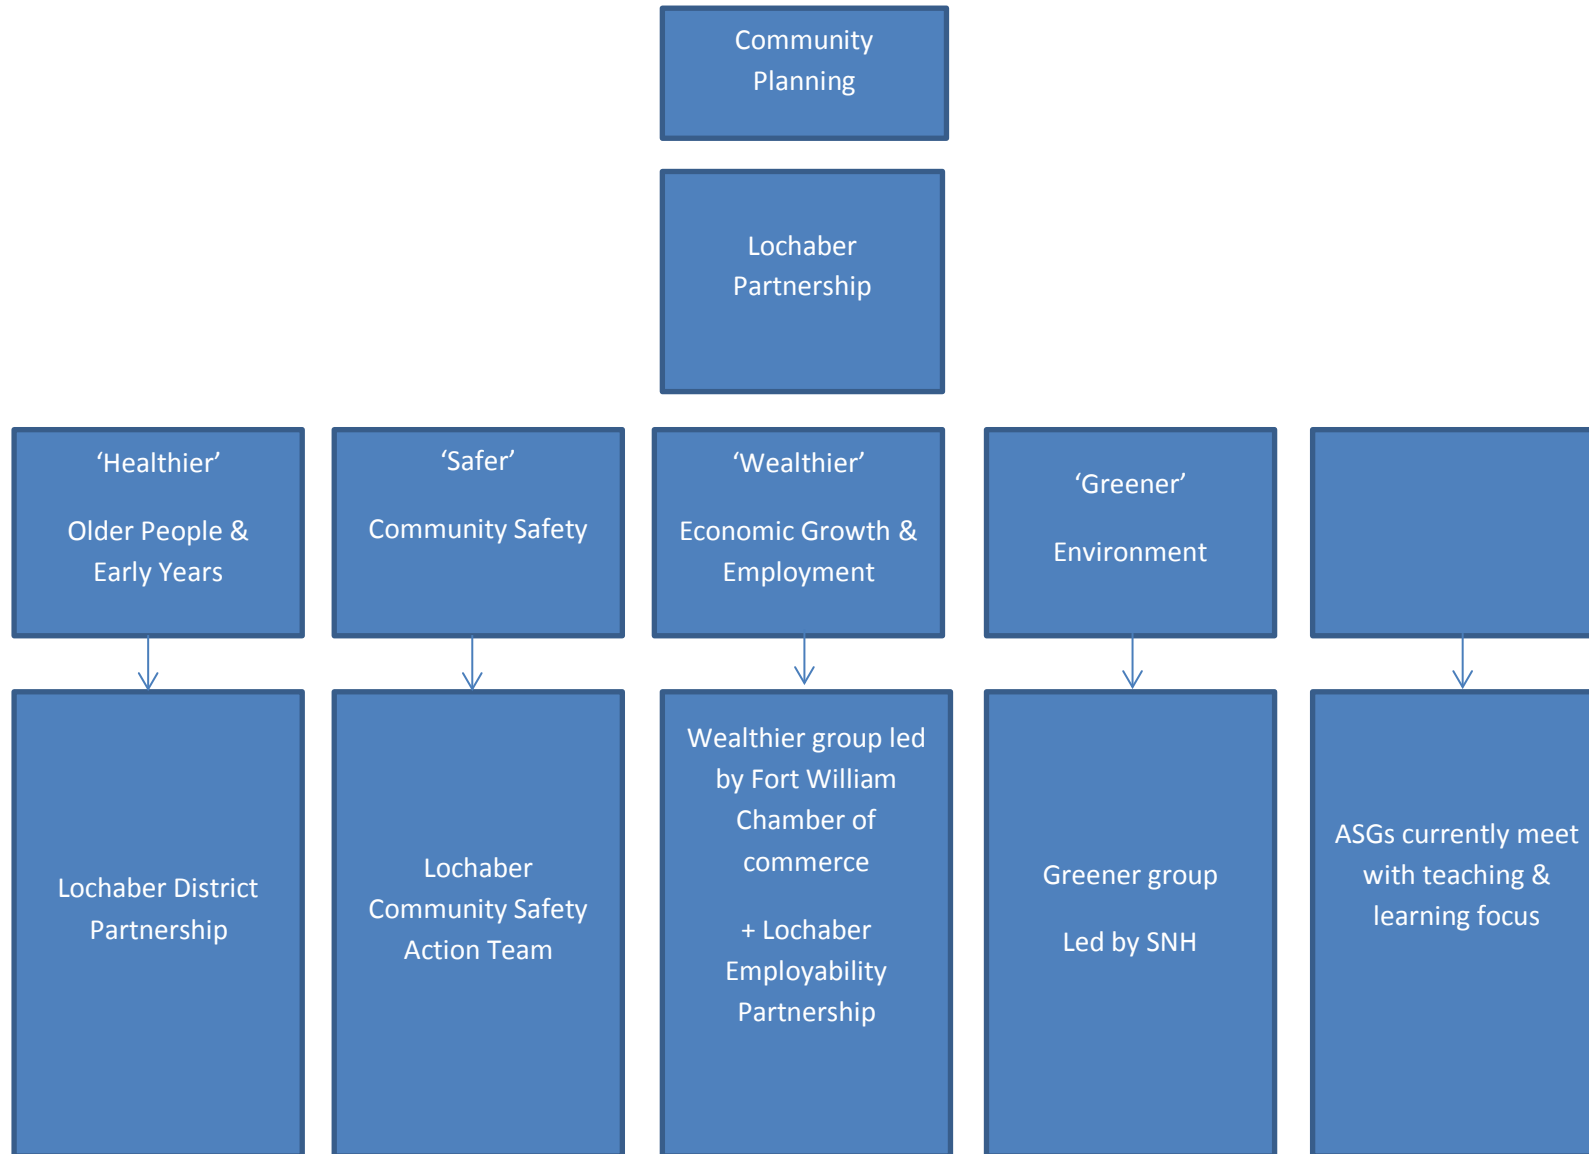 Community
Planning
Lochaber
Partnership
‘Healthier’
Older People &
Early Years
‘Safer’
Community Safety
‘Wealthier’
Economic Growth &
Employment
‘Greener’
Environment
Lochaber District
Partnership
Lochaber
Community Safety
Action Team
Wealthier group led
by Fort William
Chamber of
commerce
+ Lochaber
Employability
Partnership
Greener group
Led by SNH
ASGs currently meet
with teaching &
learning focus